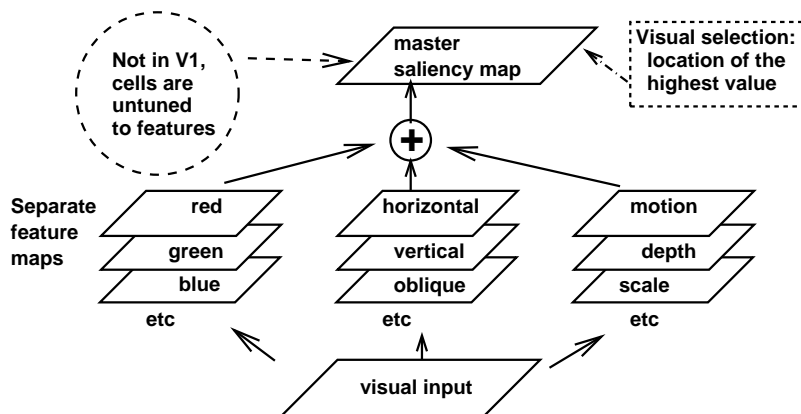 Not in V1,
cells are
untuned
to features
master
saliency map
Visual selection:
location of the
highest value
+
Separate
feature
maps
red
green
blue
etc
horizontal
vertical
oblique
etc
motion
depth
scale
etc
visual input